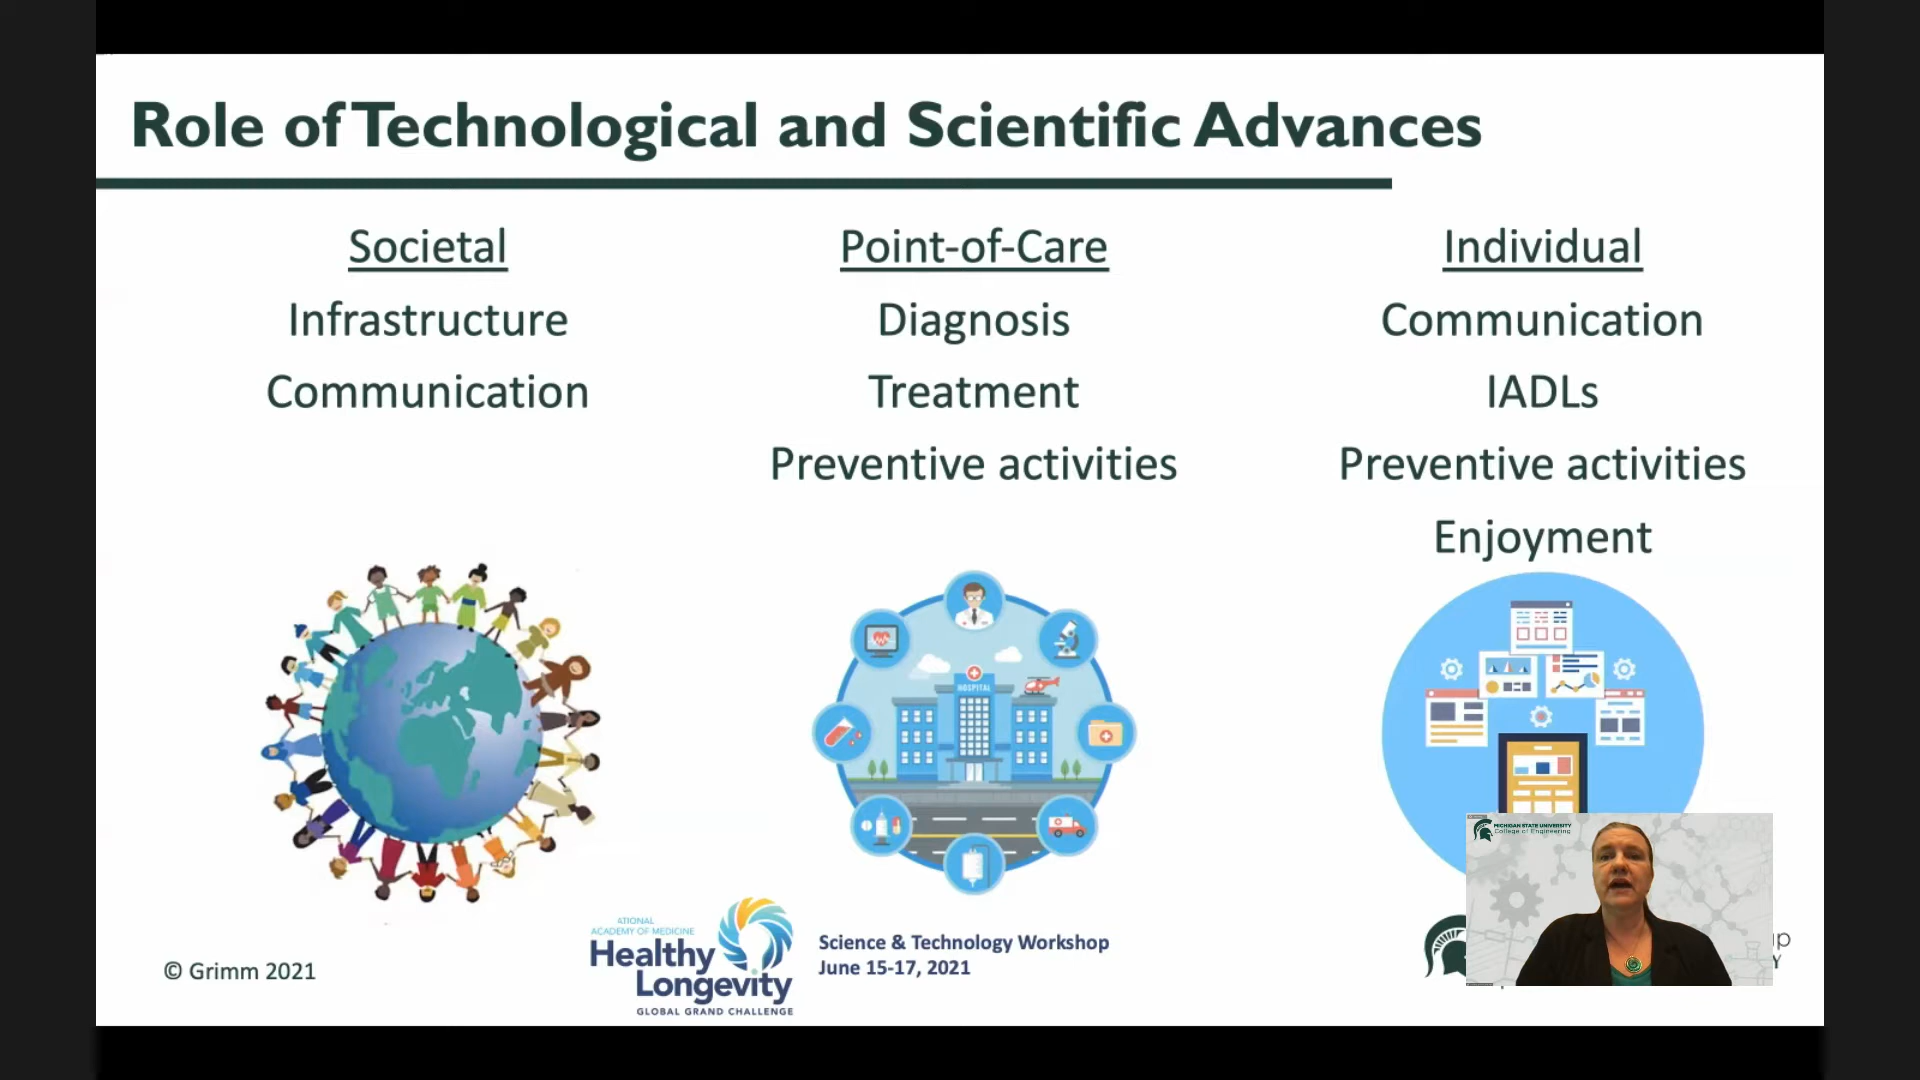 Role of Technological and Scientific Advances
Societal
Infrastructure
Communication
Point-of-Care
Diagnosis
Treatment
Preventive activities
Individual
Communication
IADLs
Preventive activities
Enjoyment
HOSPITAL
MICHIGAN STATE UNIVERSITY
College of Engineering
© Grimm 2021
ATIONAL
ACADEMY OF MEDICINE
Healthy
Longevity
GLOBAL GRAND CHALLENGE
Science & Technology Workshop
June 15-17, 2021